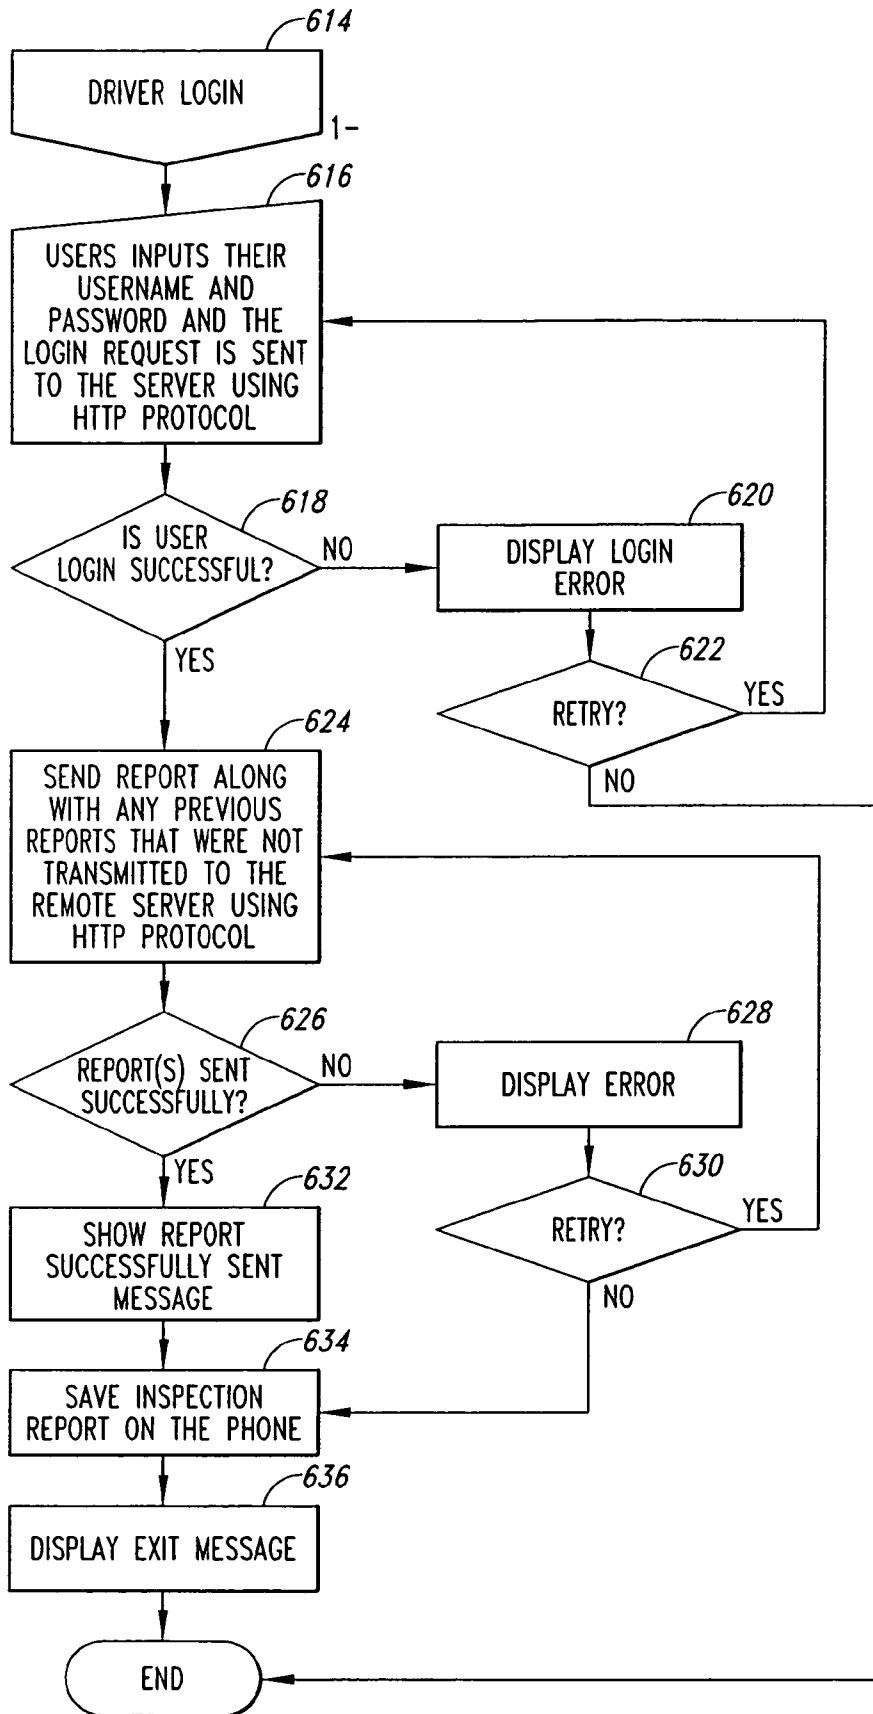 614
DRIVER LOGIN
1-
616
USERS INPUTS THEIR
USERNAME AND
PASSWORD AND THE
LOGIN REQUEST IS SENT
TO THE SERVER USING
HTTP PROTOCOL
618
IS USER
LOGIN SUCCESSFUL?
NO
620
DISPLAY LOGIN
ERROR
YES
622
RETRY?
YES
NO
624
SEND REPORT ALONG
WITH ANY PREVIOUS
REPORTS THAT WERE NOT
TRANSMITTED TO THE
REMOTE SERVER USING
HTTP PROTOCOL
626
REPORT(S) SENT
SUCCESSFULLY?
NO
628
DISPLAY ERROR
YES
630
RETRY?
YES
NO
632
SHOW REPORT
SUCCESSFULLY SENT
MESSAGE
634
SAVE INSPECTION
REPORT ON THE PHONE
636
DISPLAY EXIT MESSAGE
END